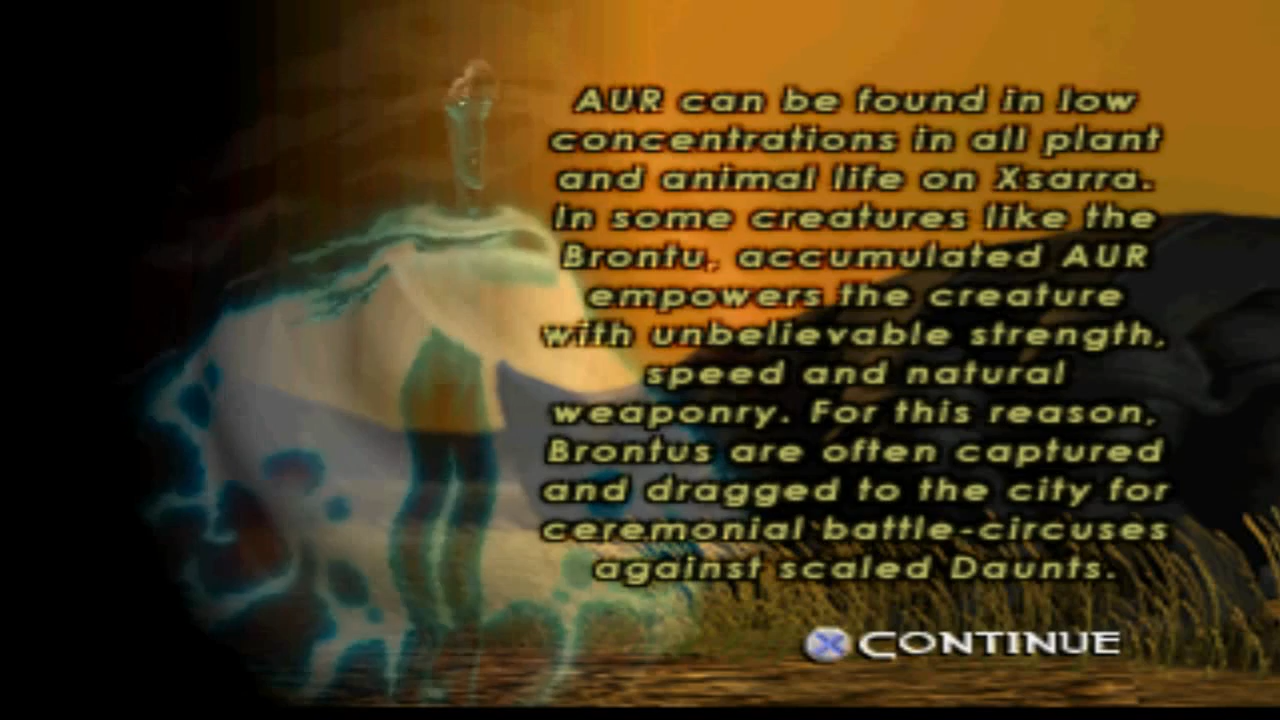 AUR can be found in low
concentrations in all plant
and animal life on Xsarra.
In some creatures like the
Brontu, accumulated AUR
empowers the creature
with unbelievable strength,
speed and natural
weaponry. For this reason,
Brontus are often captured
and dragged to the city for
ceremonial battle-circuses
against scaled Daunts.
CONTINUE